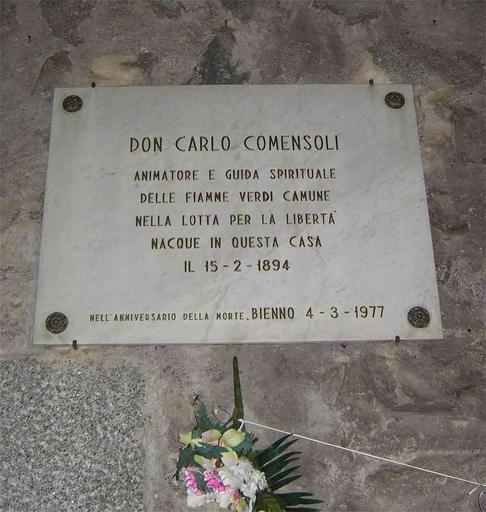 DON CARLO COMENSOLI
ANIMATORE E GUIDA SPIRITUALE
DELLE FIAMME VERDI CAMUNE
NELLA LOTTA PER LA LIBERTÀ
NACQUE IN QUESTA CASA
IL 15-2-1894
NELL'ANNIVERSARIO DELLA MORTE. BIENNO 4-3-1977